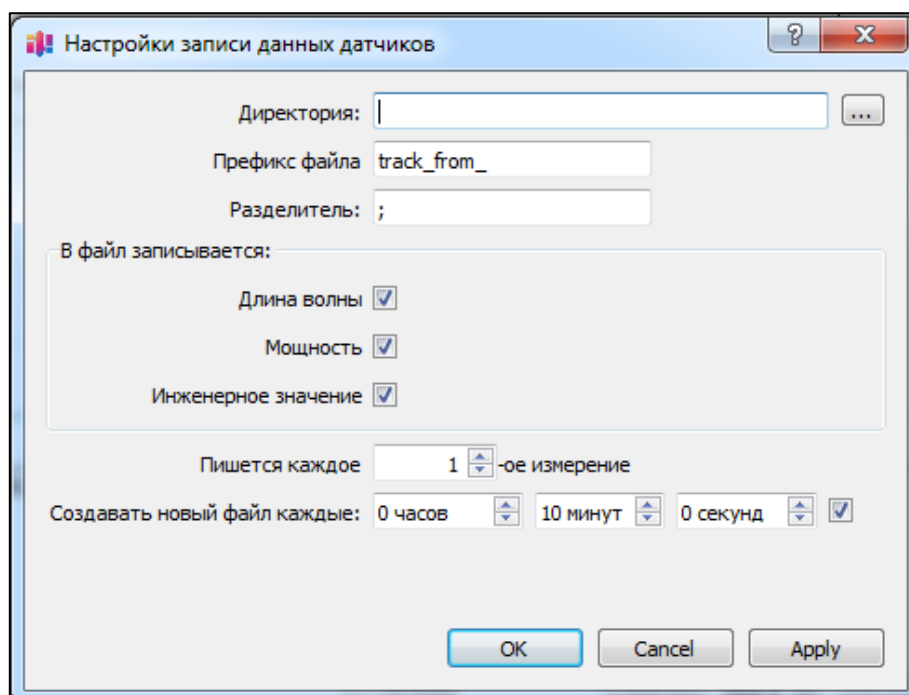 Настройки записи данных датчиков
?
Директория: ...
Префикс файла track_from_
Разделитель: ;
В файл записывается:
Длина волны
Мощность
Инженерное значение
Пишется каждое 1 -ое измерение
Создавать новый файл каждые: 0 часов 10 минут 0 секунд
OK Cancel Apply